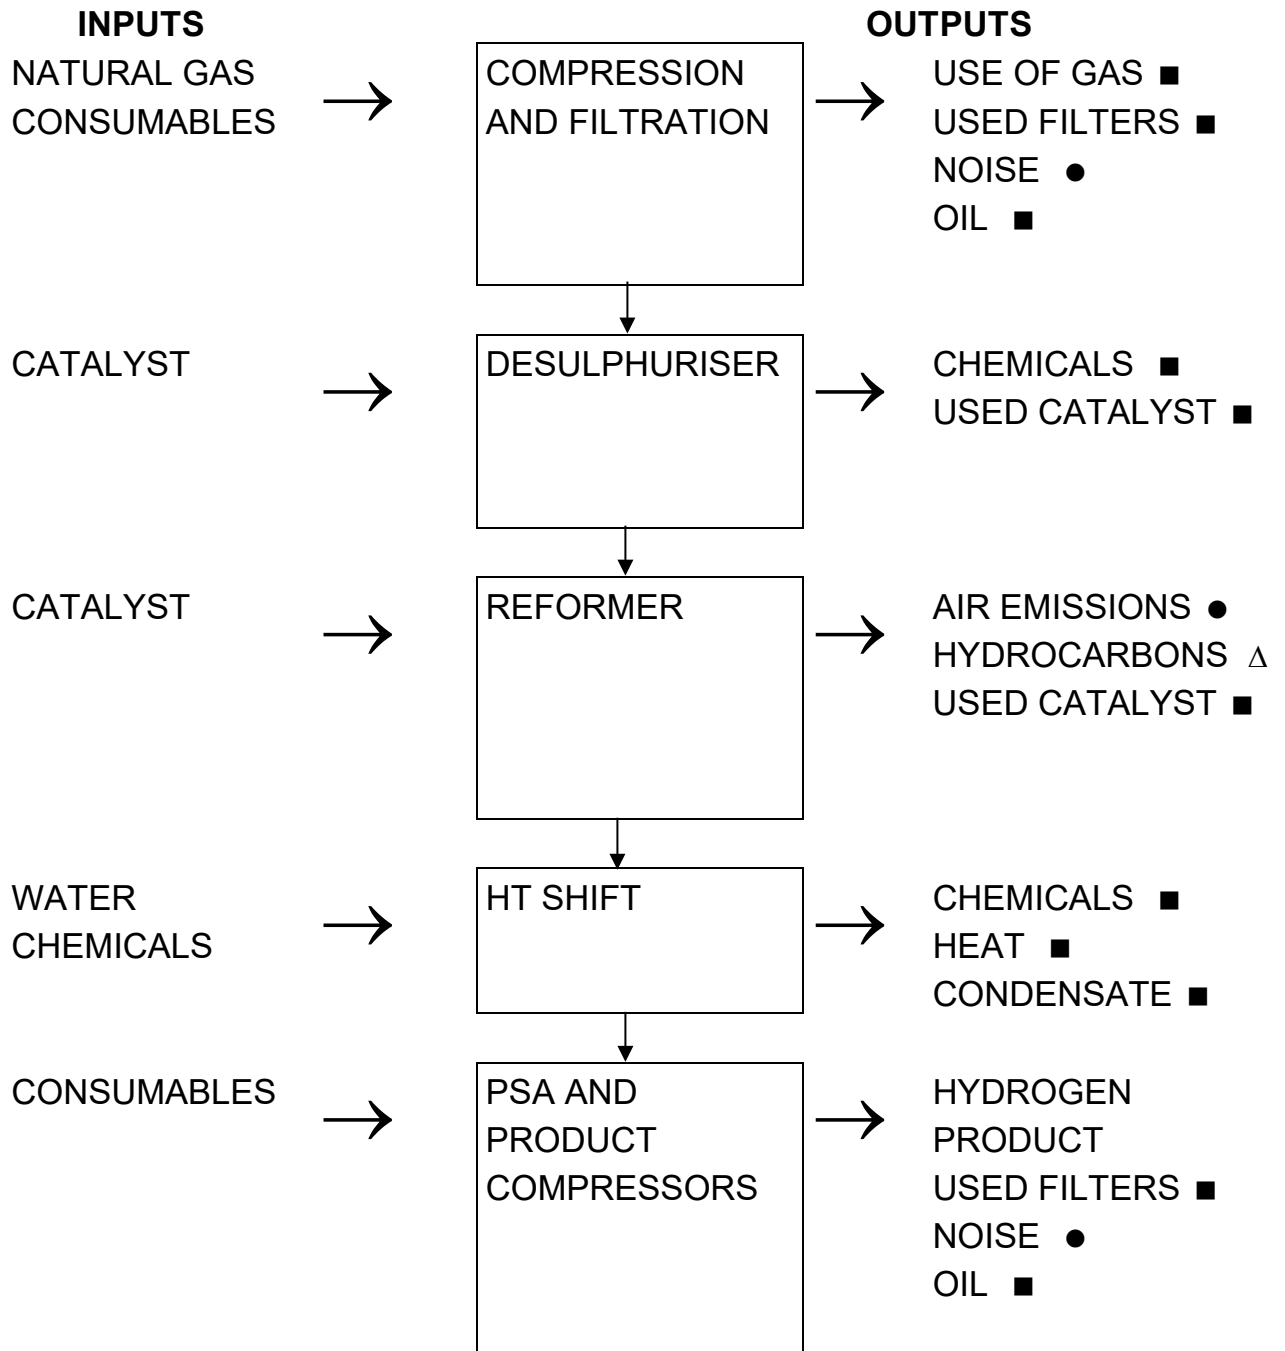 INPUTS OUTPUTS
NATURAL GAS COMPRESSION USE OF GAS ■
CONSUMABLES AND FILTRATION USED FILTERS ■
NOISE ●
OIL ■
CATALYST DESULPHURISER CHEMICALS ■
USED CATALYST ■
CATALYST REFORMER AIR EMISSIONS ●
HYDROCARBONS Δ
USED CATALYST ■
WATER HT SHIFT CHEMICALS ■
CHEMICALS HEAT ■
CONDENSATE ■
CONSUMABLES PSA AND HYDROGEN
PRODUCT PRODUCT
COMPRESSORS USED FILTERS ■
NOISE ●
OIL ■